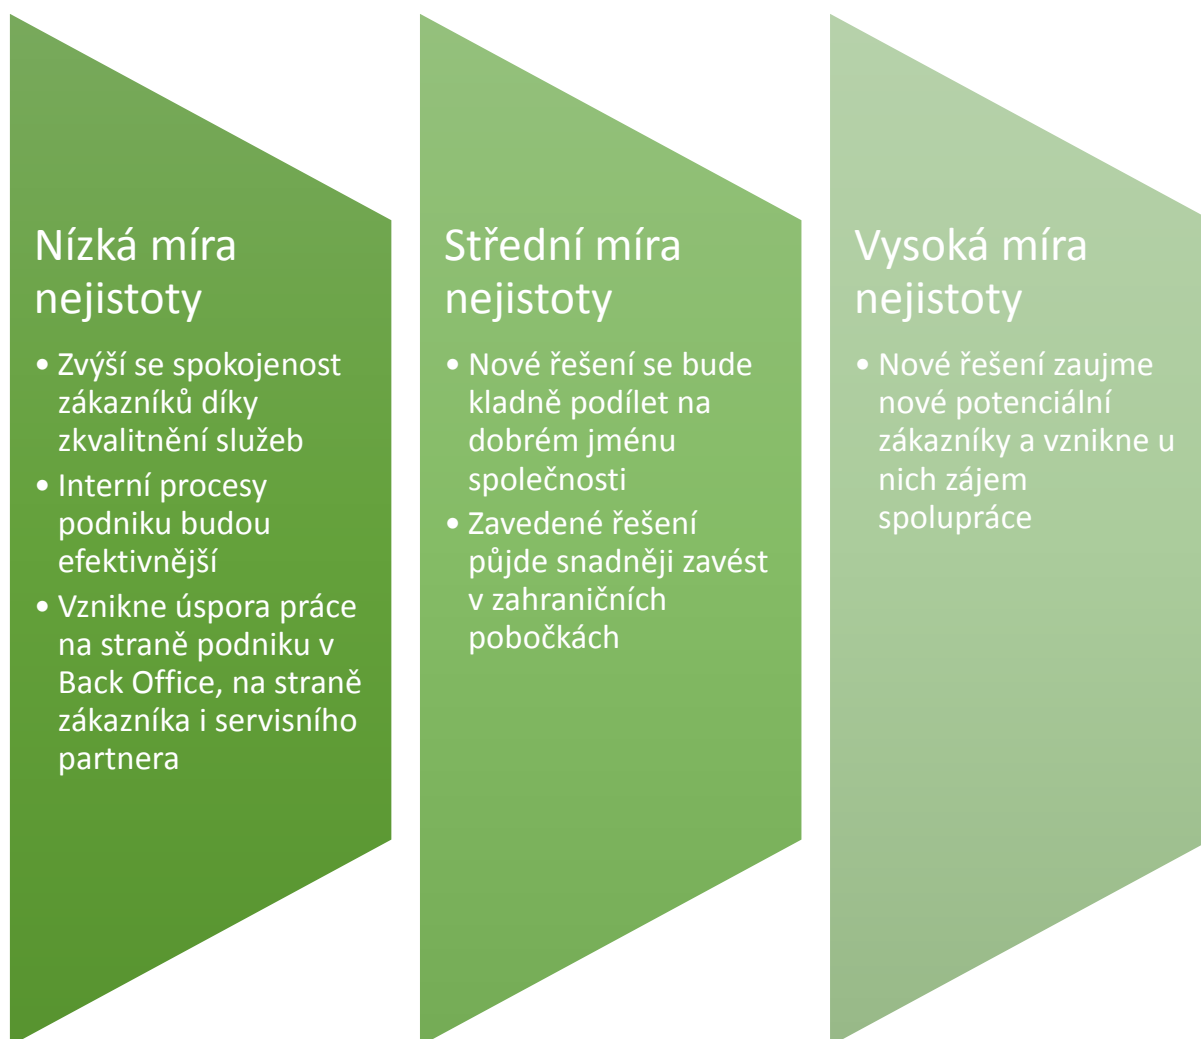 Nízká míra
nejistoty
• Zvýší se spokojenost
zákazníků díky
zkvalitnění služeb
• Interní procesy
podniku budou
efektivnější
• Vznikne úspora práce
na straně podniku v
Back Office, na straně
zákazníka i servisního
partnera
Střední míra
nejistoty
• Nové řešení se bude
kladně podílet na
dobrém jménu
společnosti
• Zavedené řešení
půjde snadněji zavést
v zahraničních
pobočkách
Vysoká míra
nejistoty
• Nové řešení zaujme
nové potenciální
zákazníky a vznikne u
nich zájem
spolupráce